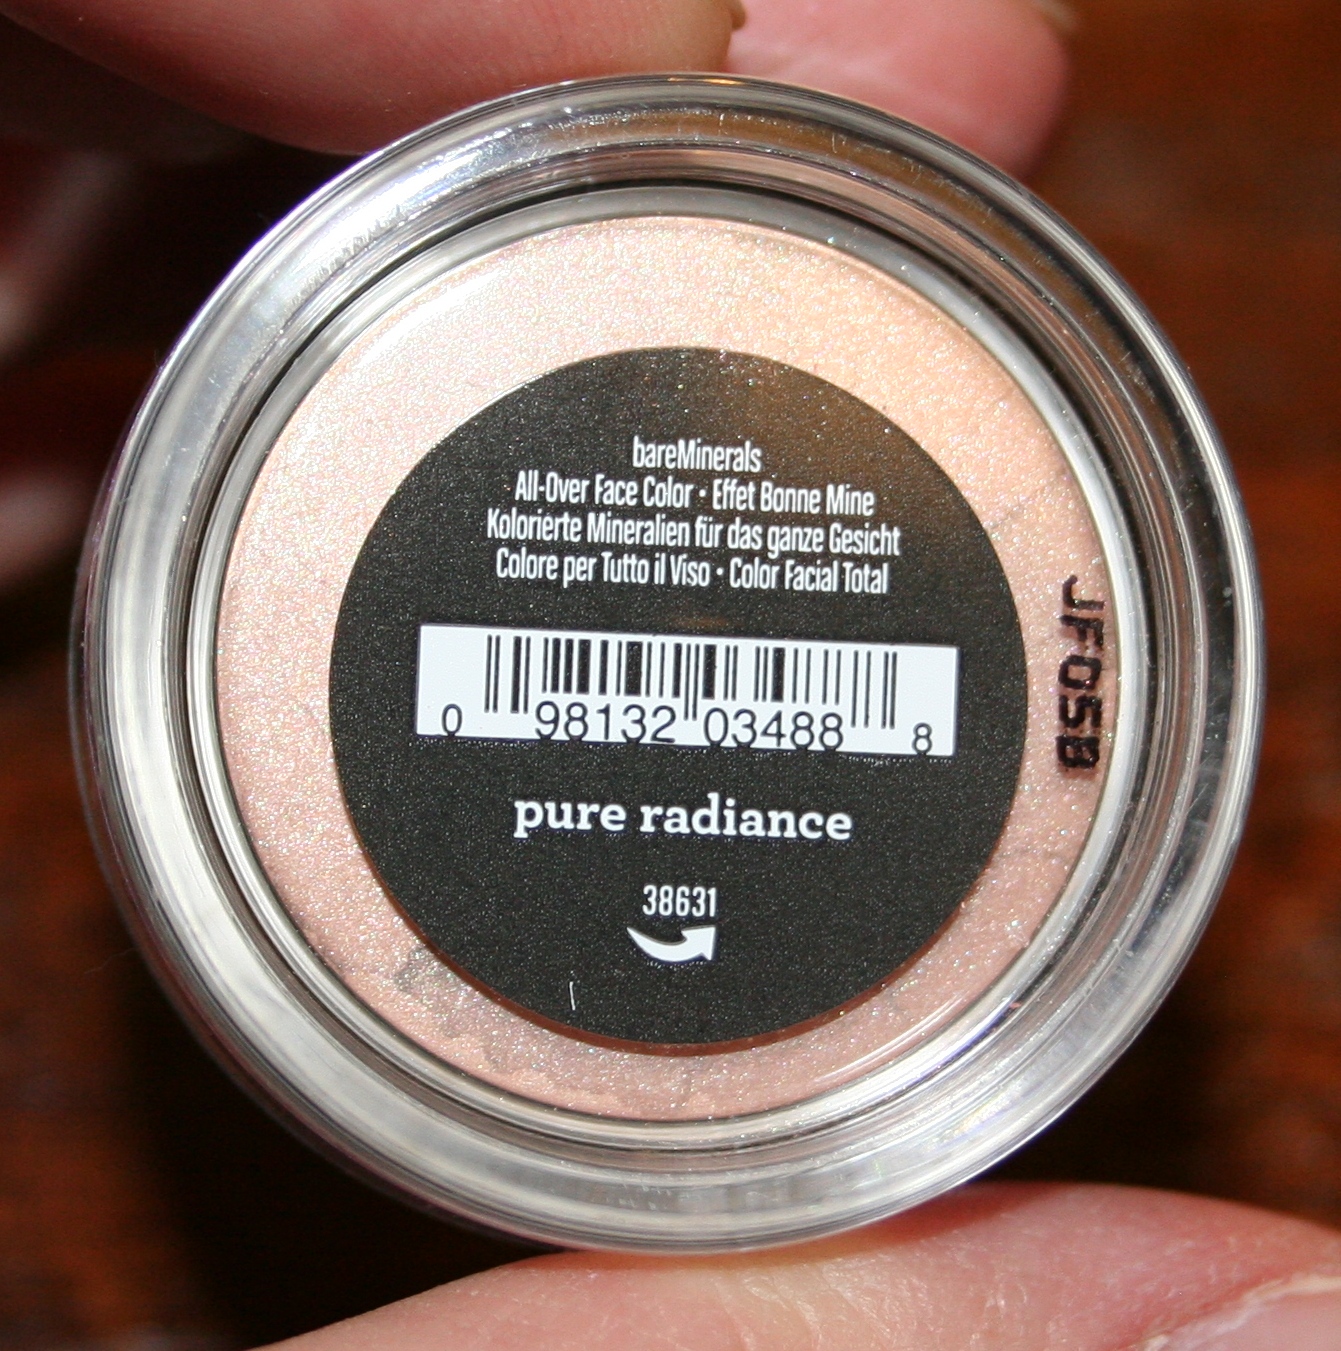 bareMinerals
All-Over Face Color • Effet Bonne Mine
Kolorierte Mineralien für das ganze Gesicht
Colore per Tutto il Viso • Color Facial Total
0 98132 03488 8
pure radiance
38631
JF05B